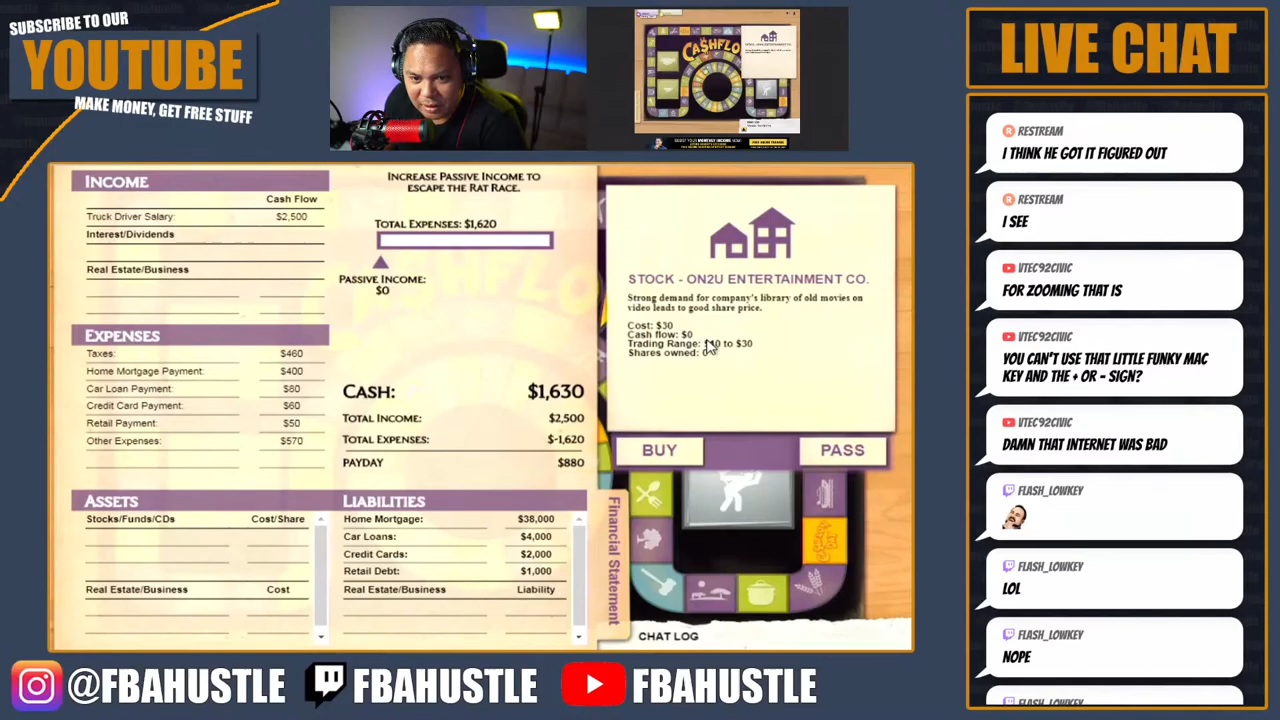 SUBSCRIBE TO OUR
YOUTUBE
MAKE MONEY, GET FREE STUFF
CASHFLO
LIVE CHAT
RESTREAM
I THINK HE GOT IT FIGURED OUT
RESTREAM
I SEE
VTEC92CIVIC
FOR ZOOMING THAT IS
VTEC92CIVIC
YOU CAN'T USE THAT LITTLE FUNKY MAC
KEY AND THE + OR - SIGN?
VTEC92CIVIC
DAMN THAT INTERNET WAS BAD
FLASH_LOWKEY
FLASH_LOWKEY
LOL
FLASH_LOWKEY
NOPE
FLASH_LOWKEY
INCOME
Cash Flow
Truck Driver Salary: $2,500
Interest/Dividends
Real Estate/Business
EXPENSES
Taxes: $460
Home Mortgage Payment: $400
Car Loan Payment: $80
Credit Card Payment: $60
Retail Payment: $50
Other Expenses: $570
ASSETS
Stocks/Funds/CDs Cost/Share
Real Estate/Business Cost
INCREASE PASSIVE INCOME TO
ESCAPE THE RAT RACE.
TOTAL EXPENSES: $1,620
PASSIVE INCOME:
$0
CASH: $1,630
TOTAL INCOME: $2,500
TOTAL EXPENSES: $-1,620
PAYDAY $880
LIABILITIES
Home Mortgage: $38,000
Car Loans: $4,000
Credit Cards: $2,000
Retail Debt: $1,000
Real Estate/Business Liability
Financial Statement
STOCK - ON2U ENTERTAINMENT CO.
Strong demand for company's library of old movies on
video leads to good share price.
Cost: $30
Cash flow: $0
Trading Range: to $30
Shares owned: 0
BUY PASS
CHAT LOG
@FBAHUSTLE FBAHUSTLE FBAHUSTLE